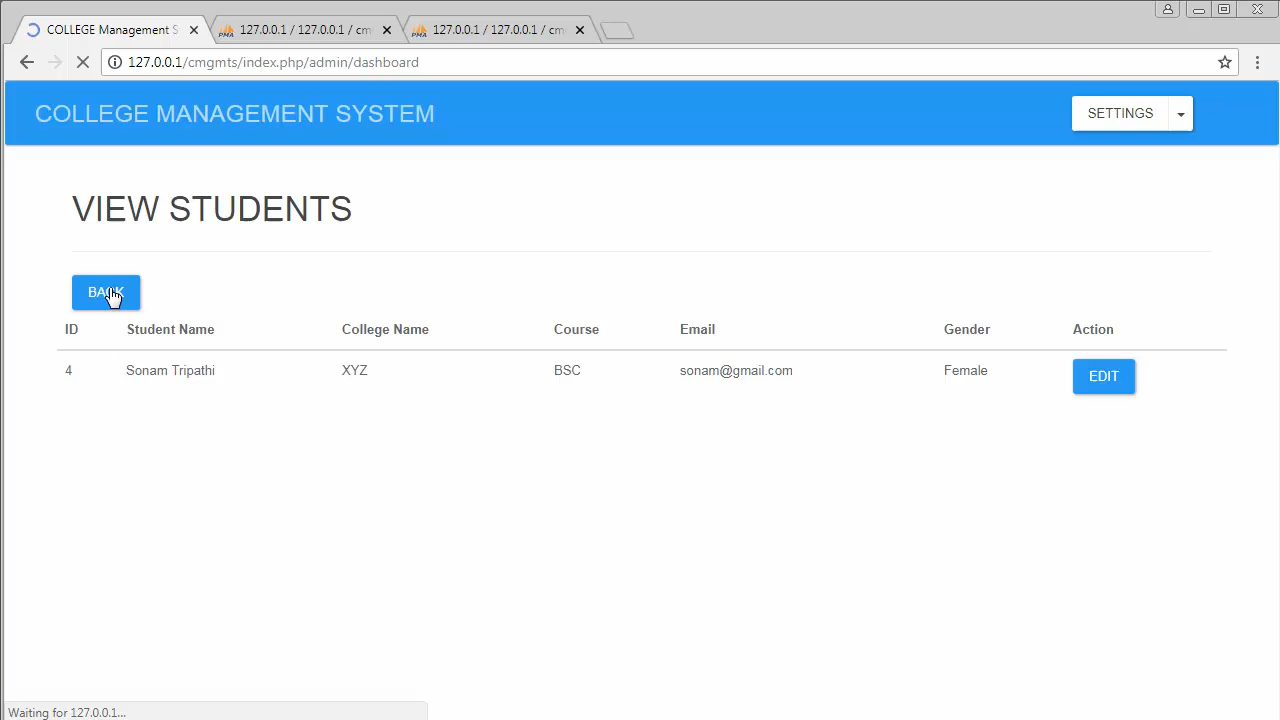 COLLEGE Management S
127.0.0.1 / 127.0.0.1 / cm
127.0.0.1 / 127.0.0.1 / cm
127.0.0.1/cmgmts/index.php/admin/dashboard
COLLEGE MANAGEMENT SYSTEM
SETTINGS
VIEW STUDENTS
BACK
ID Student Name College Name Course Email Gender Action
4 Sonam Tripathi XYZ BSC sonam@gmail.com Female EDIT
Waiting for 127.0.0.1...